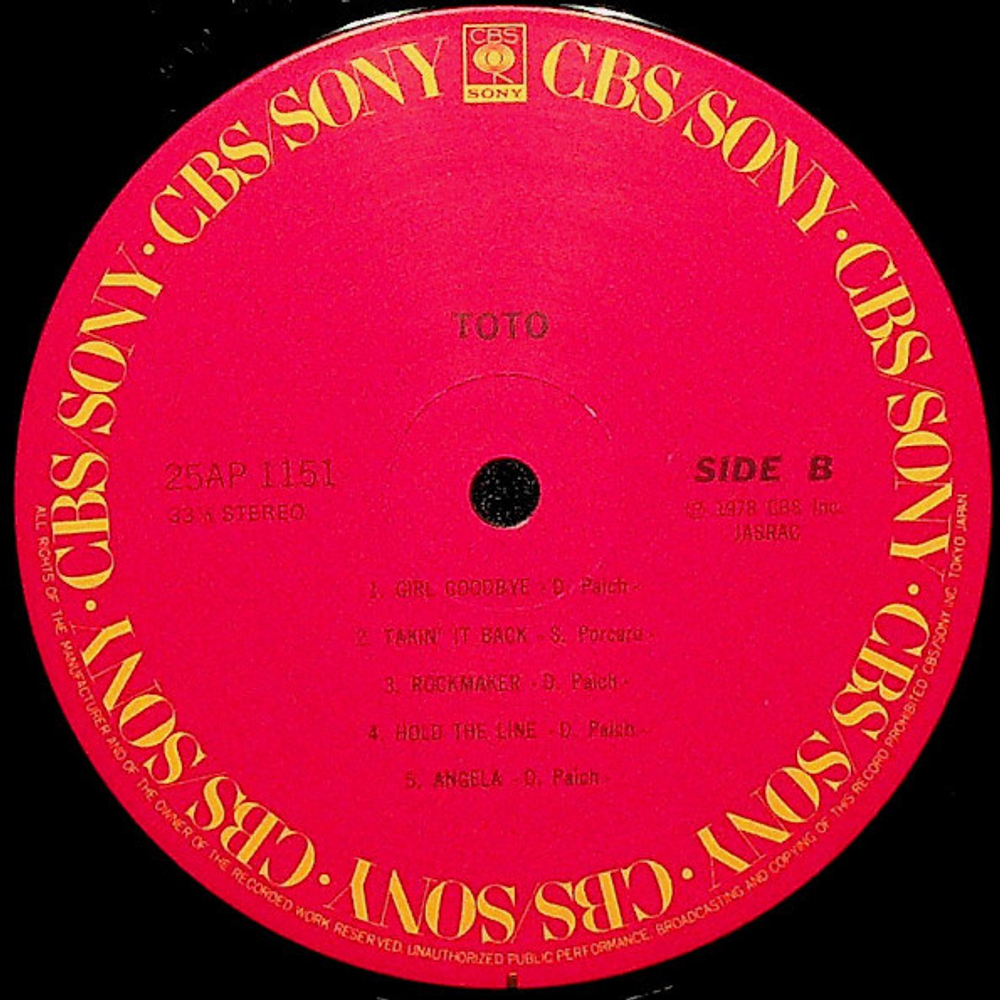 CBS
SONY
CBS/SONY · CBS/SONY · CBS/SONY · CBS/SONY · CBS/SONY · CBS/SONY · CBS/SONY · CBS/SONY
TOTO
25AP 1151
33⅓ STEREO
SIDE B
Ⓟ 1978 CBS Inc.
JASRAC
1. GIRL GOODBYE - D. Paich -
2. TAKIN' IT BACK - S. Porcaro -
3. ROCKMAKER - D. Paich -
4. HOLD THE LINE - D. Paich -
5. ANGELA - D. Paich -
ALL RIGHTS OF THE MANUFACTURER AND OF THE OWNER OF THE RECORDED WORK RESERVED. UNAUTHORIZED PUBLIC PERFORMANCE, BROADCASTING AND COPYING OF THIS RECORD PROHIBITED CBS/SONY INC. TOKYO JAPAN